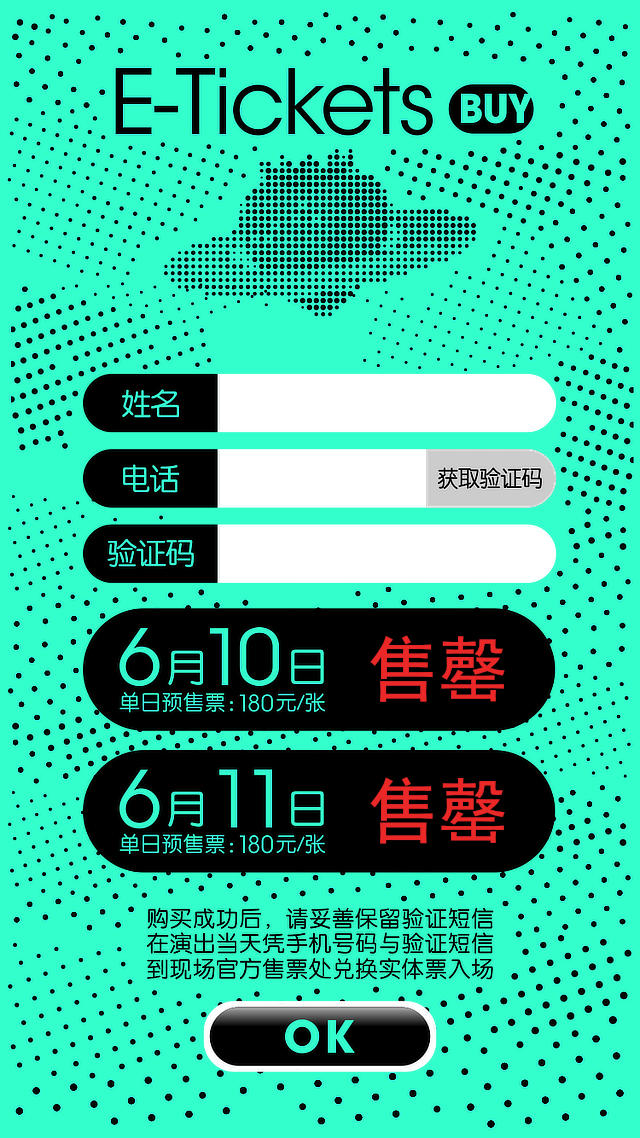 E-Tickets BUY
姓名
电话 获取验证码
验证码
6月10日 售罄
单日预售票:180元/张
6月11日 售罄
单日预售票:180元/张
购买成功后，请妥善保留验证短信
在演出当天凭手机号码与验证短信
到现场官方售票处兑换实体票入场
OK